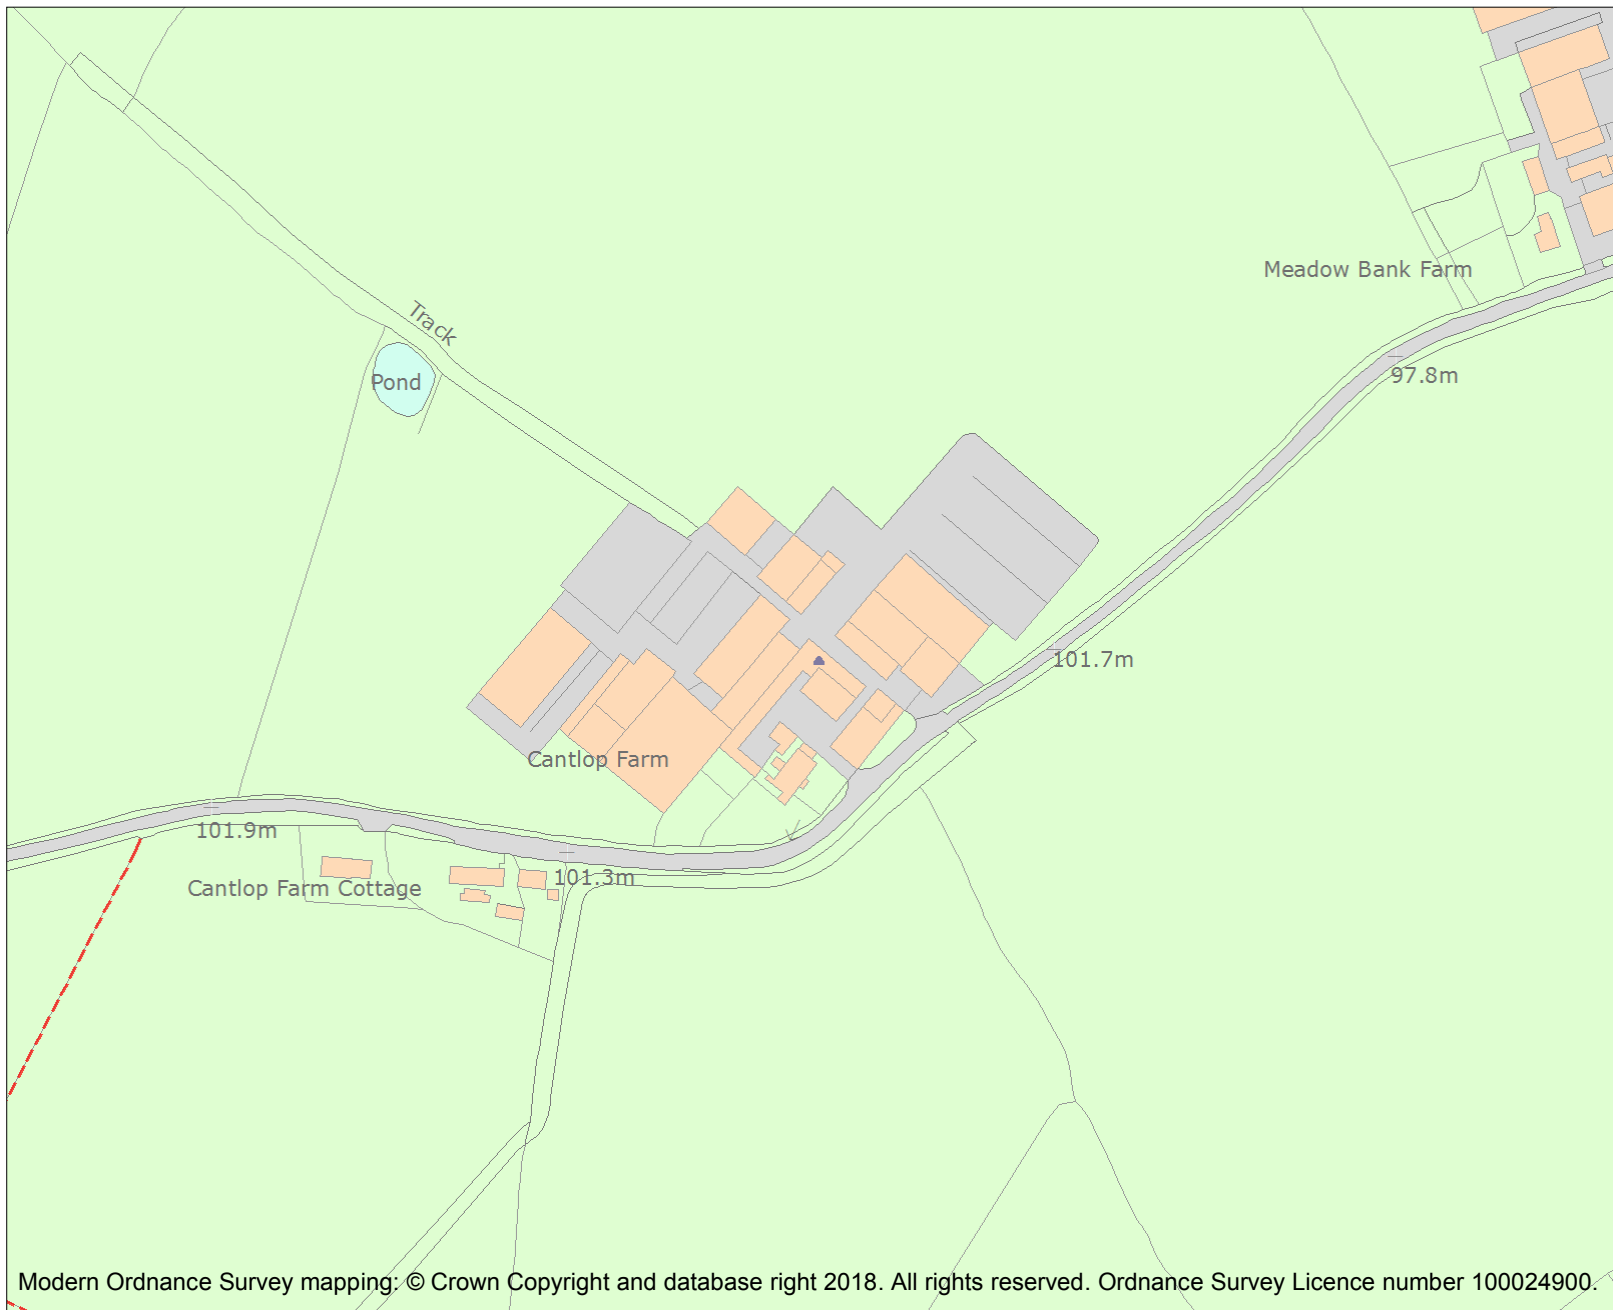 Meadow Bank Farm
Track
97.8m
Pond
101.7m
Cantlop Farm
101.9m
101.3m
Cantlop Farm Cottage
Modern Ordnance Survey mapping: © Crown Copyright and database right 2018. All rights reserved. Ordnance Survey Licence number 100024900.